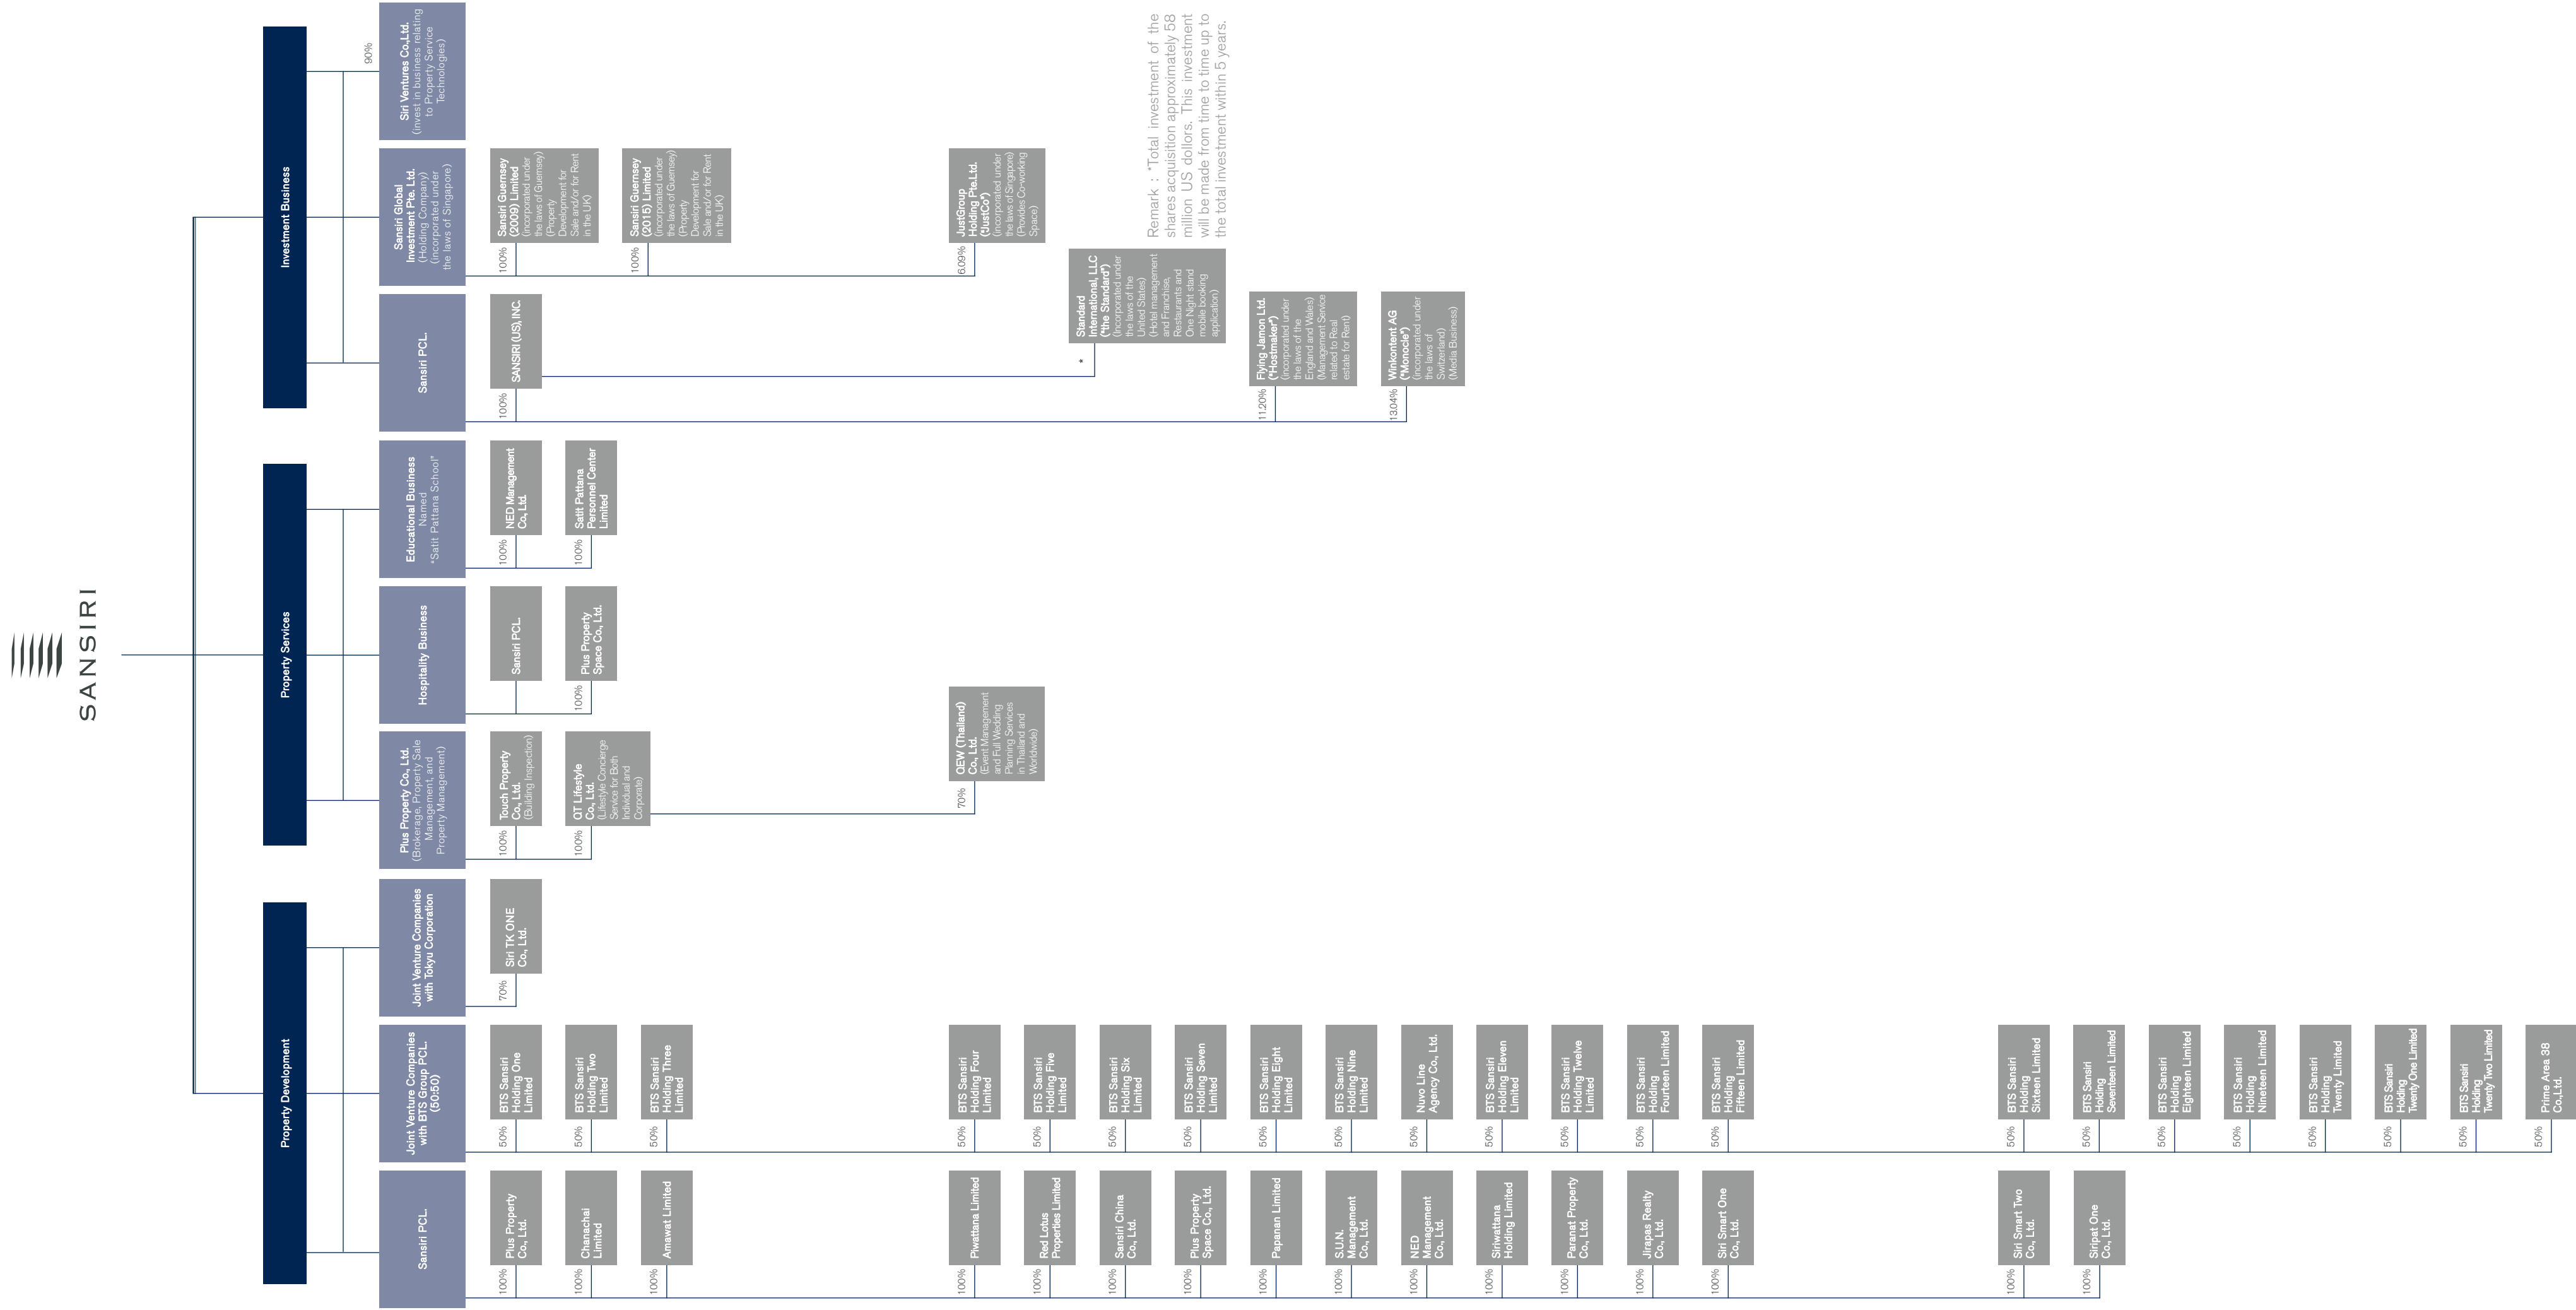 SANSIRI
Property Development
Property Services
Investment Business
Sansiri PCL.
100%
Plus Property
Co., Ltd.
100%
Chanachai
Limited
100%
Amawat Limited
100%
Piwattana Limited
100%
Red Lotus
Properties Limited
100%
Sansiri China
Co., Ltd.
100%
Plus Property
Space Co., Ltd.
100%
Papanan Limited
100%
S.U.N.
Management
Co., Ltd.
100%
NED
Management
Co., Ltd.
100%
Siriwattana
Holding Limited
100%
Paranat Property
Co., Ltd.
100%
Jirapas Realty
Co., Ltd.
100%
Siri Smart One
Co., Ltd.
100%
Siri Smart Two
Co., Ltd.
100%
Siripat One
Co., Ltd.
Joint Venture Companies
with BTS Group PCL.
(50:50)
50%
BTS Sansiri
Holding One
Limited
50%
BTS Sansiri
Holding Two
Limited
50%
BTS Sansiri
Holding Three
Limited
50%
BTS Sansiri
Holding Four
Limited
50%
BTS Sansiri
Holding Five
Limited
50%
BTS Sansiri
Holding Six
Limited
50%
BTS Sansiri
Holding Seven
Limited
50%
BTS Sansiri
Holding Eight
Limited
50%
BTS Sansiri
Holding Nine
Limited
50%
Nuvo Line
Agency Co., Ltd.
50%
BTS Sansiri
Holding Eleven
Limited
50%
BTS Sansiri
Holding Twelve
Limited
50%
BTS Sansiri
Holding
Fourteen Limited
50%
BTS Sansiri
Holding
Fifteen Limited
50%
BTS Sansiri
Holding
Sixteen Limited
50%
BTS Sansiri
Holding
Seventeen Limited
50%
BTS Sansiri
Holding
Eighteen Limited
50%
BTS Sansiri
Holding
Nineteen Limited
50%
BTS Sansiri
Holding
Twenty Limited
50%
BTS Sansiri
Holding
Twenty One Limited
50%
BTS Sansiri
Holding
Twenty Two Limited
50%
Prime Area 38
Co.,Ltd.
Joint Venture Companies
with Tokyu Corporation
70%
Siri TK ONE
Co., Ltd.
Plus Property Co., Ltd.
(Brokerage, Property Sale
Management, and
Property Management)
100%
Touch Property
Co., Ltd.
(Building Inspection)
100%
QT Lifestyle
Co., Ltd.
(Lifestyle Concierge
Service for Both
Individual and
Corporate)
70%
QEW (Thailand)
Co., Ltd.
(Event Management
and Full Wedding
Planning Services
in Thailand and
Worldwide)
Hospitality Business
Sansiri PCL.
100%
Plus Property
Space Co., Ltd.
Educational Business
Named
"Satit Pattana School"
100%
NED Management
Co., Ltd.
100%
Satit Pattana
Personnel Center
Limited
Sansiri PCL.
100%
SANSIRI (US), INC.
*
Standard
International, LLC
("the Standard")
(Incorporated under
the laws of the
United States)
(Hotel management
and Franchise,
Restaurants and
One Night stand
mobile booking
application)
11.20%
Flying Jamon Ltd.
("Hostmaker")
(incorporated under
the laws of the
England and Wales)
(Management Service
related to Real
estate for Rent)
13.04%
Winkontent AG
("Monocle")
(incorporated under
the laws of
Switzerland)
(Media Business)
Sansiri Global
Investment Pte. Ltd.
(Holding Company)
(incorporated under
the laws of Singapore)
100%
Sansiri Guernsey
(2009) Limited
(incorporated under
the laws of Guernsey)
(Property
Development for
Sale and/or for Rent
in the UK)
100%
Sansiri Guernsey
(2015) Limited
(incorporated under
the laws of Guernsey)
(Property
Development for
Sale and/or for Rent
in the UK)
6.09%
JustGroup
Holding Pte.Ltd.
("JustCo")
(incorporated under
the laws of Singapore)
(Provides Co-working
Space)
90%
Siri Ventures Co.,Ltd.
(invest in business relating
to Property Service
Technologies)
Remark : "Total investment of the
shares acquisition approximately 58
million US dollors. This investment
will be made from time to time up to
the total investment within 5 years.